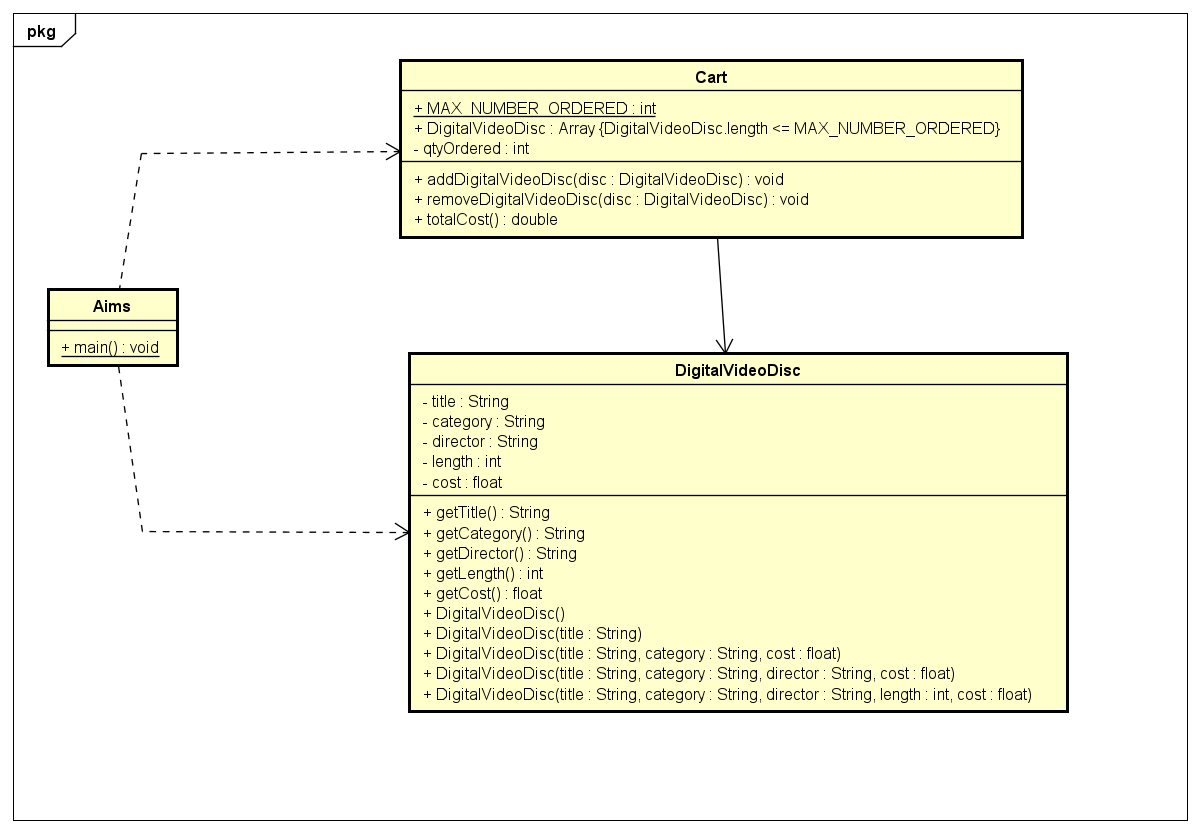 pkg
Cart
+ MAX_NUMBER_ORDERED : int
+ DigitalVideoDisc : Array {DigitalVideoDisc.length <= MAX_NUMBER_ORDERED}
- qtyOrdered : int
+ addDigitalVideoDisc(disc : DigitalVideoDisc) : void
+ removeDigitalVideoDisc(disc : DigitalVideoDisc) : void
+ totalCost() : double
Aims
+ main() : void
DigitalVideoDisc
- title : String
- category : String
- director : String
- length : int
- cost : float
+ getTitle() : String
+ getCategory() : String
+ getDirector() : String
+ getLength() : int
+ getCost() : float
+ DigitalVideoDisc()
+ DigitalVideoDisc(title : String)
+ DigitalVideoDisc(title : String, category : String, cost : float)
+ DigitalVideoDisc(title : String, category : String, director : String, cost : float)
+ DigitalVideoDisc(title : String, category : String, director : String, length : int, cost : float)